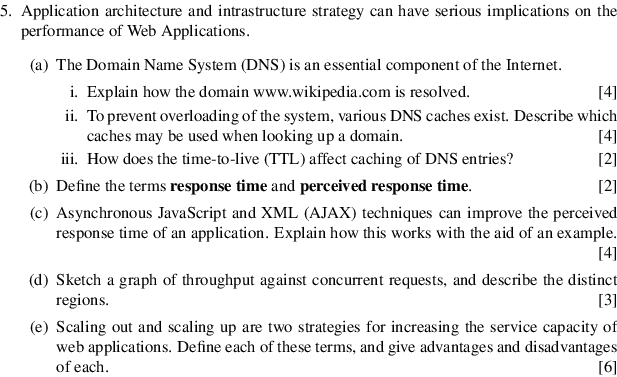 5. Application architecture and intrastructure strategy can have serious implications on the
performance of Web Applications.
(a) The Domain Name System (DNS) is an essential component of the Internet.
i. Explain how the domain www.wikipedia.com is resolved. [4]
ii. To prevent overloading of the system, various DNS caches exist. Describe which
caches may be used when looking up a domain. [4]
iii. How does the time-to-live (TTL) affect caching of DNS entries? [2]
(b) Define the terms response time and perceived response time. [2]
(c) Asynchronous JavaScript and XML (AJAX) techniques can improve the perceived
response time of an application. Explain how this works with the aid of an example.
[4]
(d) Sketch a graph of throughput against concurrent requests, and describe the distinct
regions. [3]
(e) Scaling out and scaling up are two strategies for increasing the service capacity of
web applications. Define each of these terms, and give advantages and disadvantages
of each. [6]